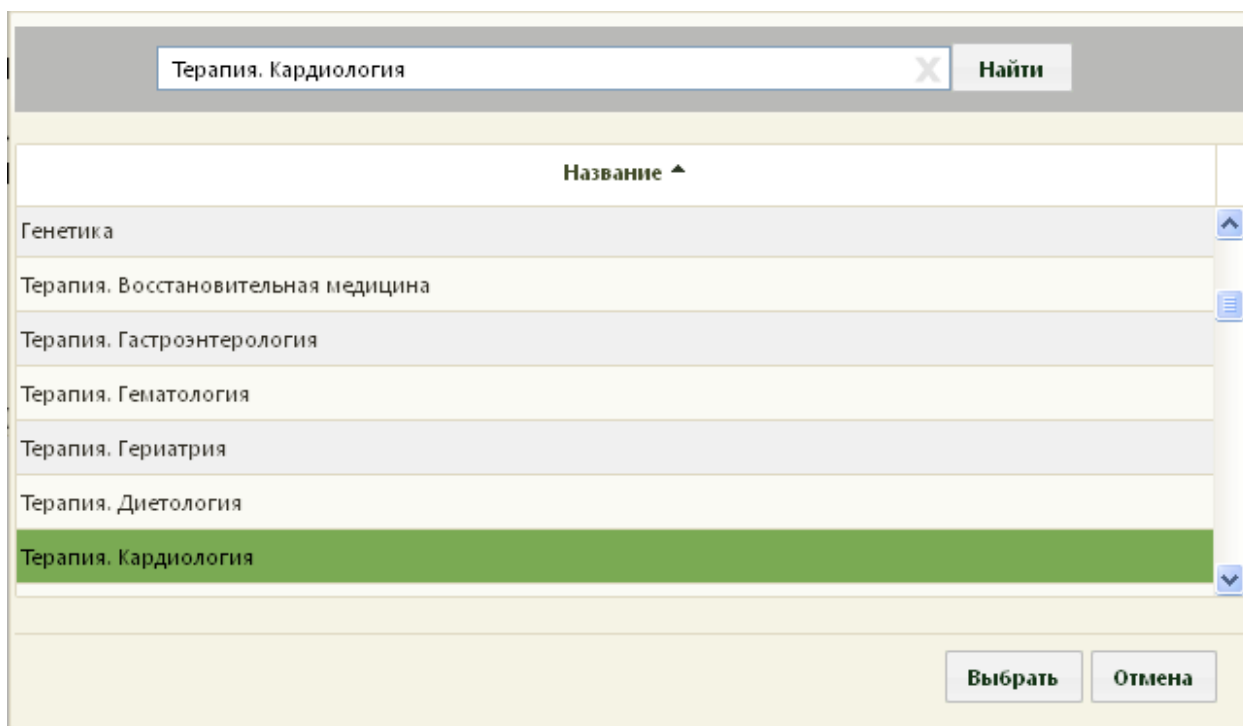 Терапия. Кардиология
Найти
Название
Генетика
Терапия. Восстановительная медицина
Терапия. Гастроэнтерология
Терапия. Гематология
Терапия. Гериатрия
Терапия. Диетология
Терапия. Кардиология
Выбрать
Отмена